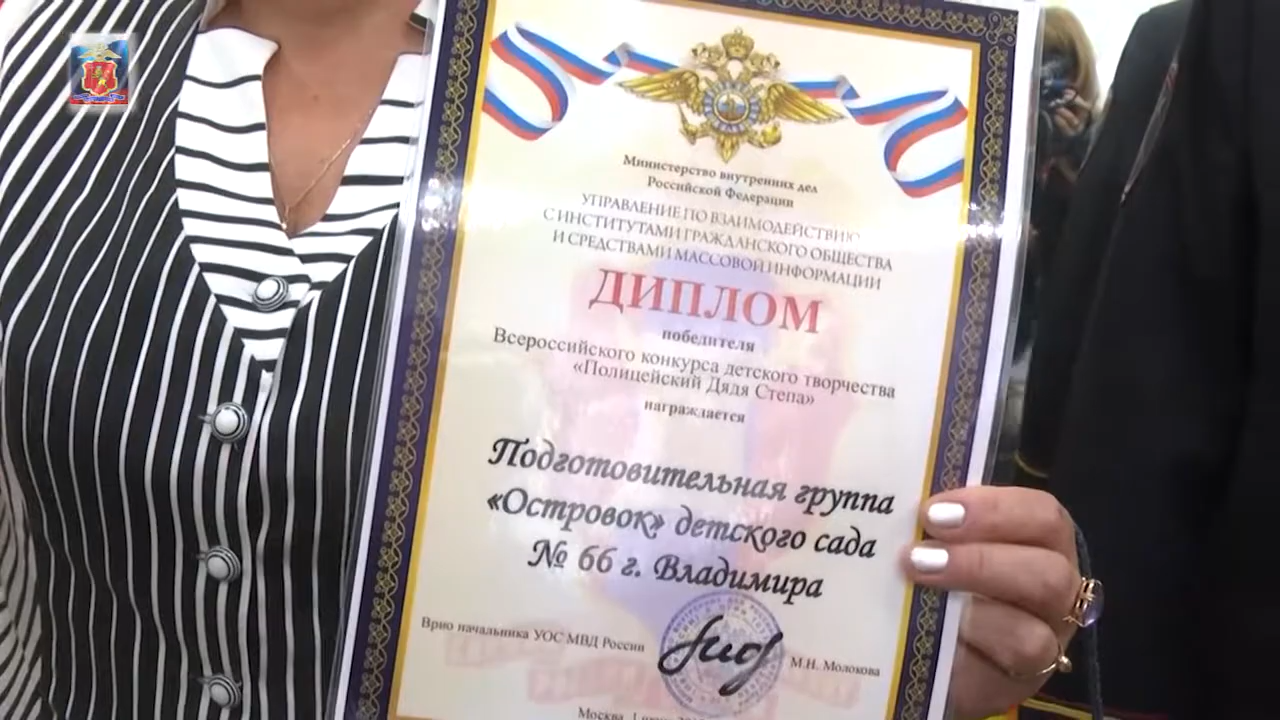 Министерство внутренних дел
Российской Федерации
УПРАВЛЕНИЕ ПО ВЗАИМОДЕЙСТВИЮ
С ИНСТИТУТАМИ ГРАЖДАНСКОГО ОБЩЕСТВА
И СРЕДСТВАМИ МАССОВОЙ ИНФОРМАЦИИ
ДИПЛОМ
победителя
Всероссийского конкурса детского творчества
«Полицейский Дядя Степа»
награждается
Подготовительная группа
«Островок» детского сада
№ 66 г. Владимира
Врио начальника УОС МВД России
М.Н. Молокова
Москва, 1